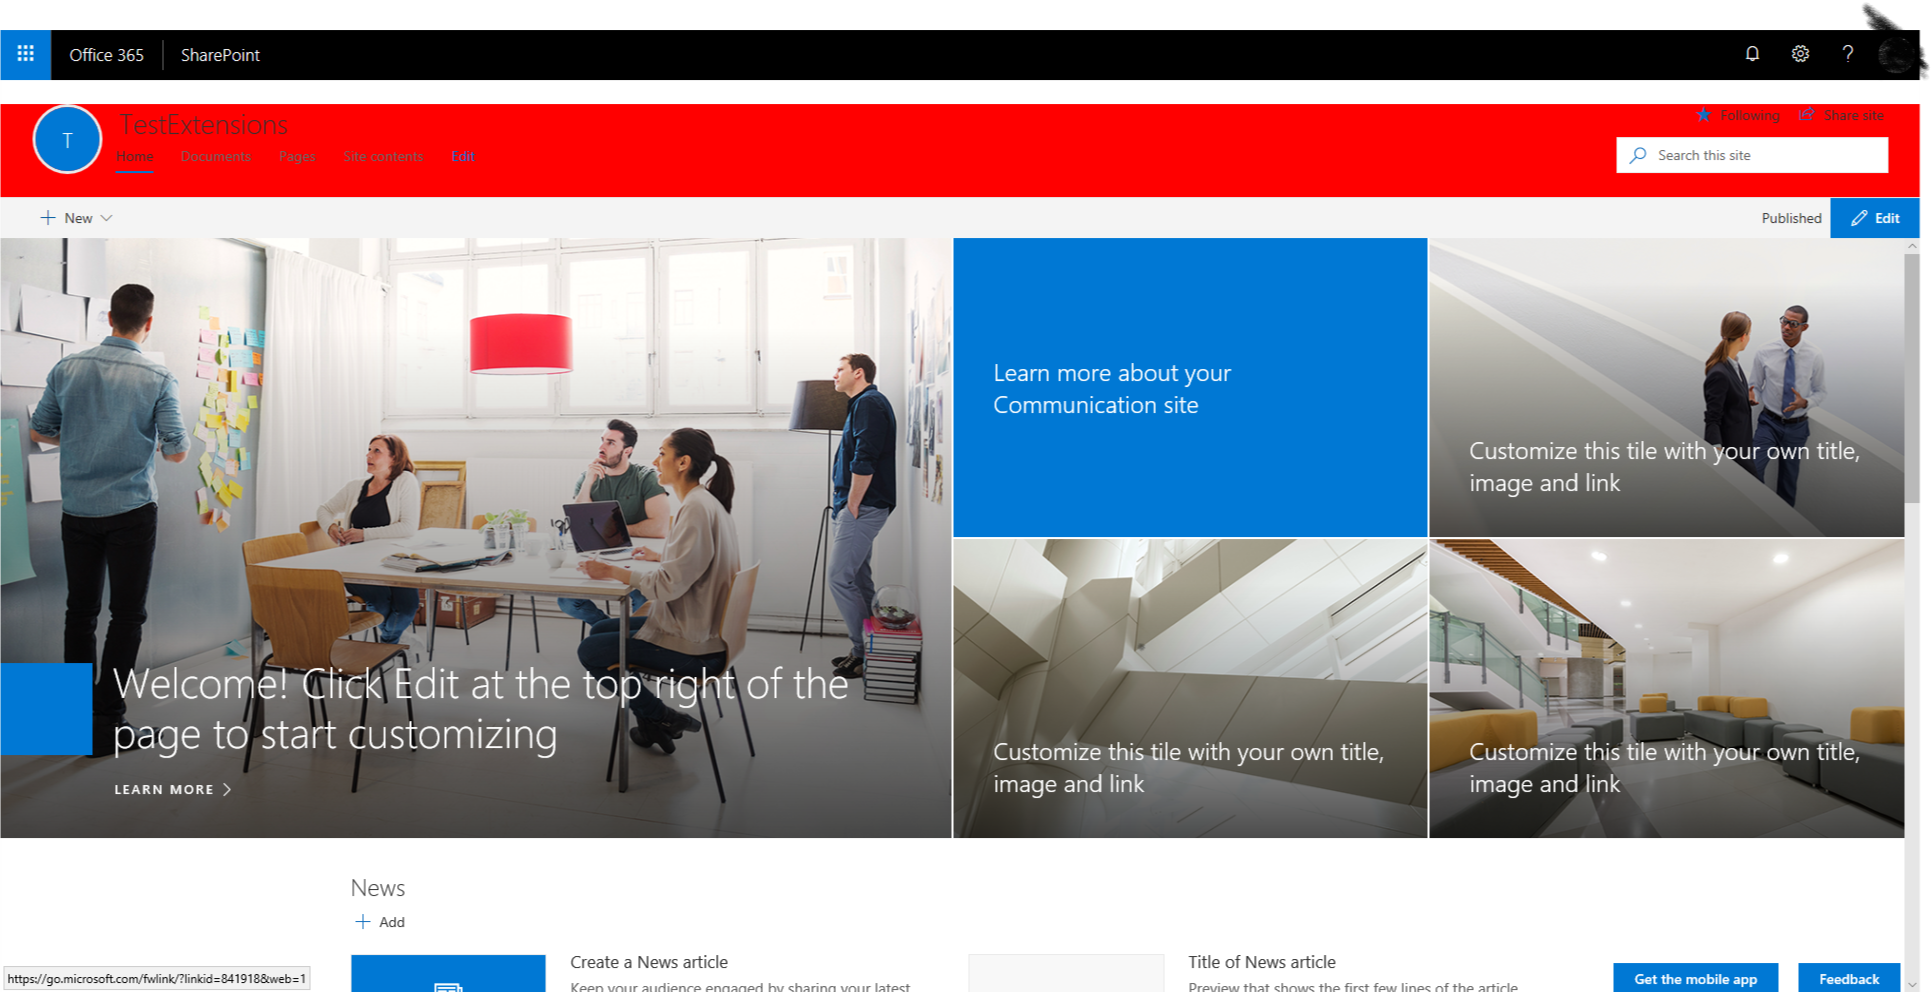 Office 365
SharePoint
T
TestExtensions
Following
Share site
Home
Documents
Pages
Site contents
Edit
Search this site
New
Published
Edit
Learn more about your
Communication site
Customize this tile with your own title,
image and link
Welcome! Click Edit at the top right of the
page to start customizing
LEARN MORE
Customize this tile with your own title,
image and link
Customize this tile with your own title,
image and link
News
Add
Create a News article
Keep your audience engaged by sharing your latest
Title of News article
Preview that shows the first few lines of the article
https://go.microsoft.com/fwlink/?linkid=841918&web=1
Get the mobile app
Feedback